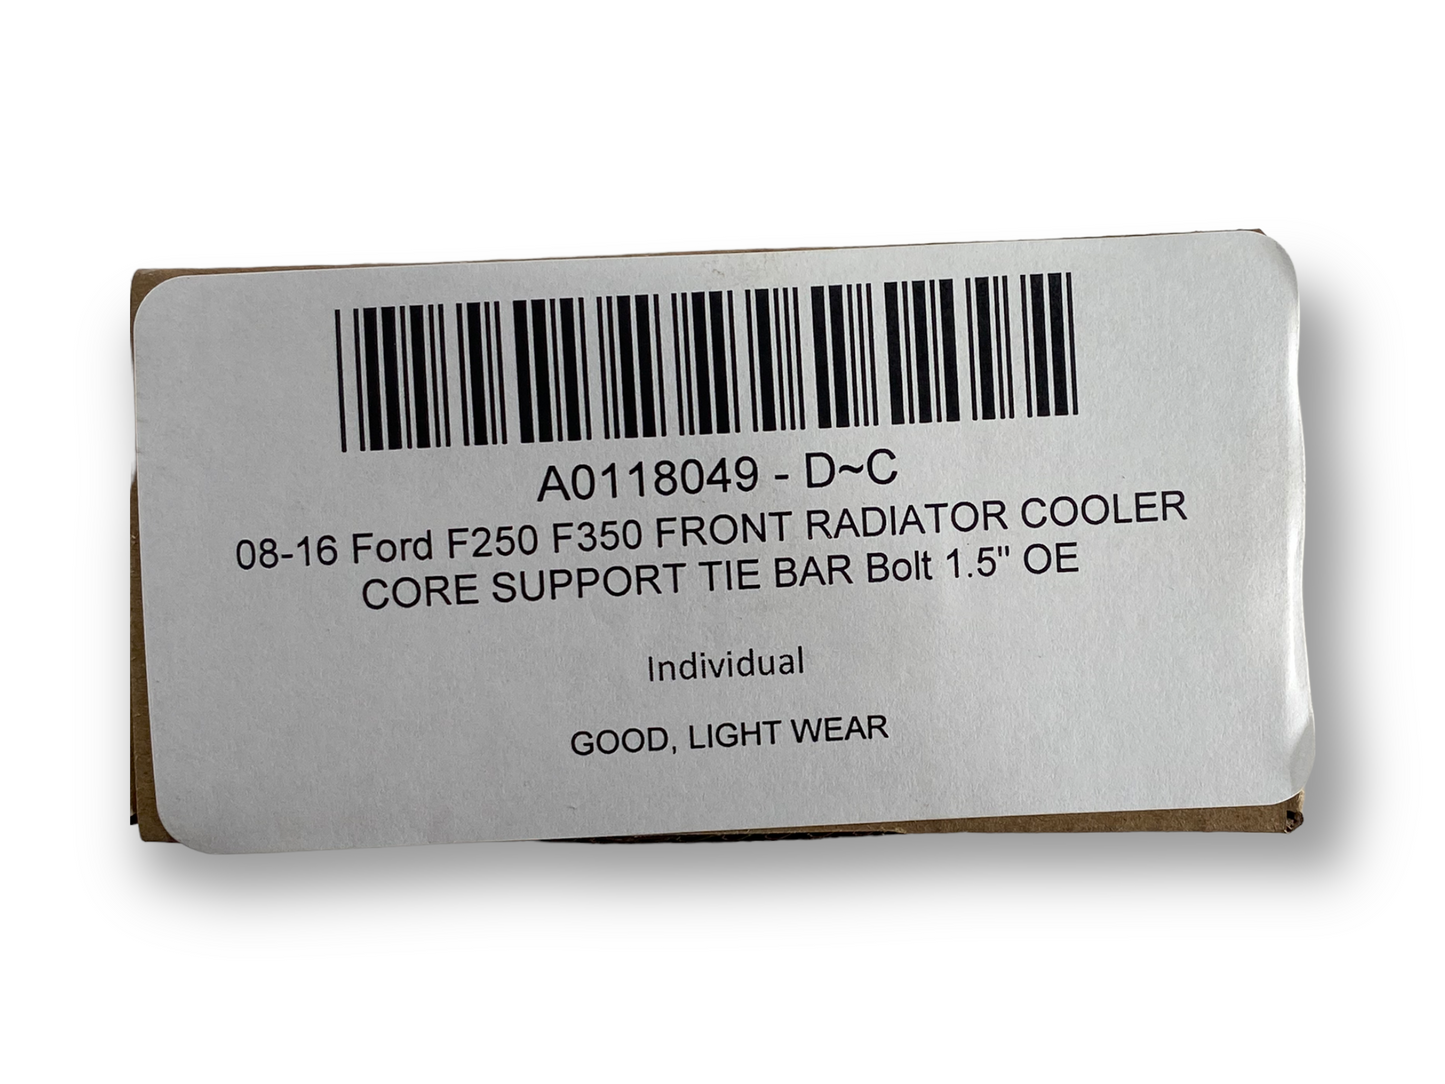 A0118049 - D~C
08-16 Ford F250 F350 FRONT RADIATOR COOLER
CORE SUPPORT TIE BAR Bolt 1.5" OE
Individual
GOOD, LIGHT WEAR